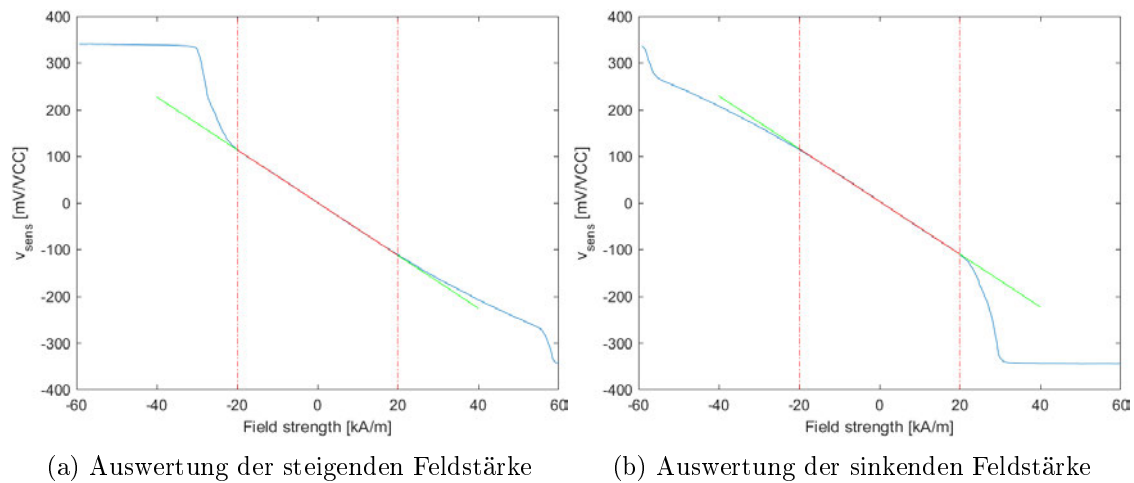 400
300
200
100
0
-100
-200
-300
-400
v_sens [mV/VCC]
-60 -40 -20 0 20 40 60
Field strength [kA/m]
(a) Auswertung der steigenden Feldstärke
400
300
200
100
0
-100
-200
-300
-400
v_sens [mV/VCC]
-60 -40 -20 0 20 40 60
Field strength [kA/m]
(b) Auswertung der sinkenden Feldstärke